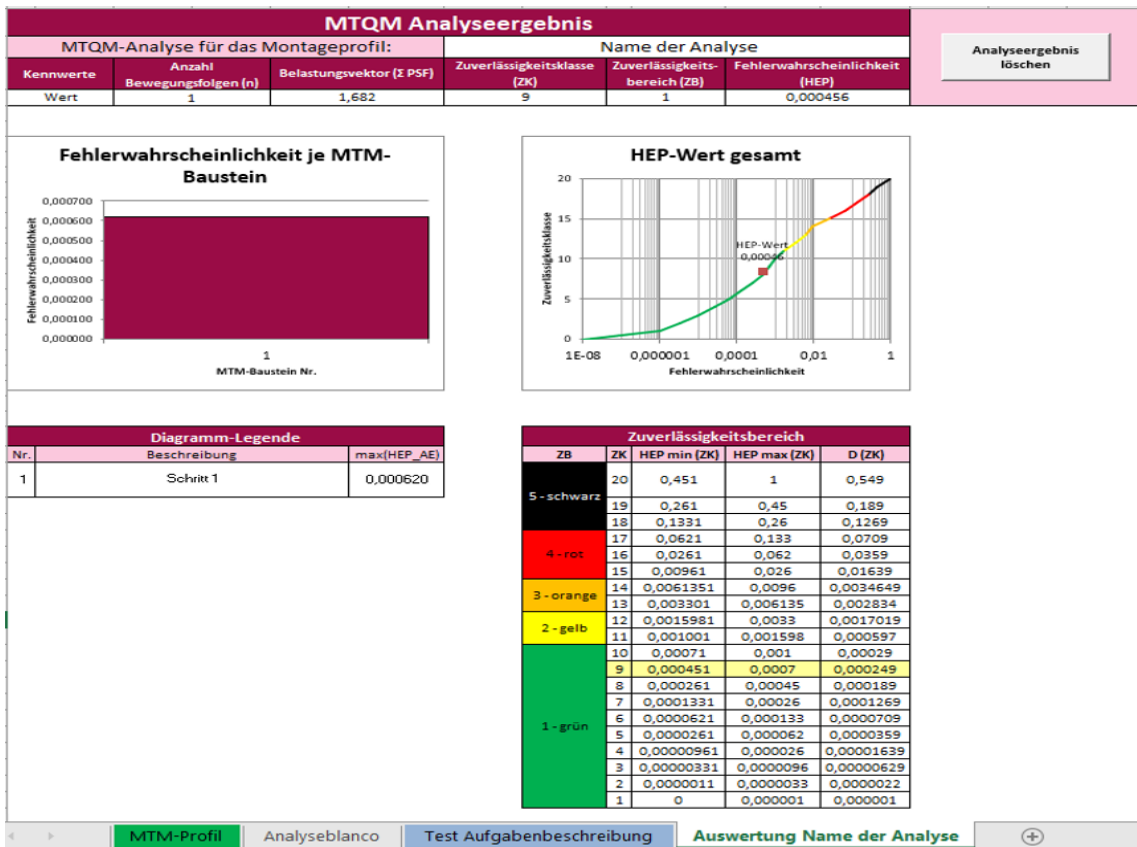 MTQM Analyseergebnis
MTQM-Analyse für das Montageprofil: Name der Analyse
Analyseergebnis
löschen
Kennwerte Anzahl Bewegungsfolgen (n) Belastungsvektor (Σ PSF) Zuverlässigkeitsklasse (ZK) Zuverlässigkeits-bereich (ZB) Fehlerwahrscheinlichkeit (HEP)
Wert 1 1,682 9 1 0,000456
Fehlerwahrscheinlichkeit je MTM-
Baustein
Fehlerwahrscheinlichkeit
0,000700
0,000600
0,000500
0,000400
0,000300
0,000200
0,000100
0,000000
1
MTM-Baustein Nr.
HEP-Wert gesamt
Zuverlässigkeitsklasse
20
15
10
5
0
HEP-Wert
0,00046
1E-08 0,000001 0,0001 0,01 1
Fehlerwahrscheinlichkeit
Diagramm-Legende
Nr. Beschreibung max(HEP_AE)
1 Schritt 1 0,000620
Zuverlässigkeitsbereich
ZB ZK HEP min (ZK) HEP max (ZK) D (ZK)
5 - schwarz
20 0,451 1 0,549
19 0,261 0,45 0,189
18 0,1331 0,26 0,1269
4 - rot
17 0,0621 0,133 0,0709
16 0,0261 0,062 0,0359
15 0,00961 0,026 0,01639
3 - orange
14 0,0061351 0,0096 0,0034649
13 0,003301 0,006135 0,002834
2 - gelb
12 0,0015981 0,0033 0,0017019
11 0,001001 0,001598 0,000597
1 - grün
10 0,00071 0,001 0,00029
9 0,000451 0,0007 0,000249
8 0,000261 0,00045 0,000189
7 0,0001331 0,00026 0,0001269
6 0,0000621 0,000133 0,0000709
5 0,0000261 0,000062 0,0000359
4 0,00000961 0,000026 0,00001639
3 0,00000331 0,0000096 0,00000629
2 0,0000011 0,0000033 0,0000022
1 0 0,000001 0,000001
MTM-Profil Analyseblanco Test Aufgabenbeschreibung Auswertung Name der Analyse